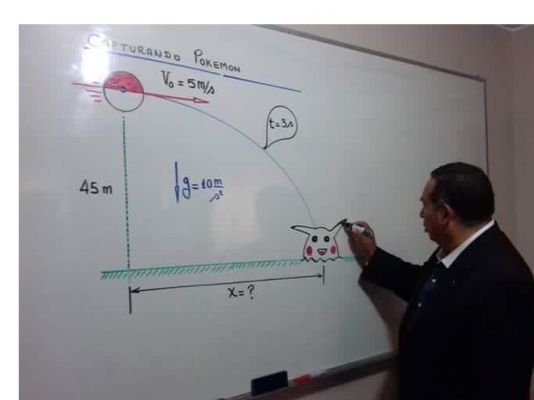 CAPTURANDO POKEMON
V₀ = 5m/s
t=3s
g=10m/s²
45m
x=?